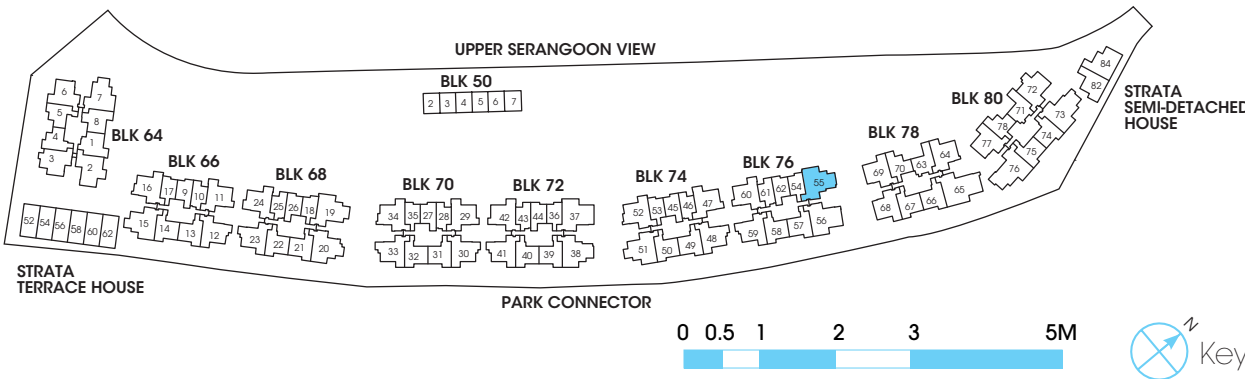 UPPER SERANGOON VIEW
BLK 50
2 3 4 5 6 7
BLK 64
6 7
5 8
4 1
3 2
BLK 66
16 17 9 10 11
15 14 13 12
BLK 68
24 25 26 18 19
23 22 21 20
BLK 70
34 35 27 28 29
33 32 31 30
BLK 72
42 43 44 36 37
41 40 39 38
BLK 74
52 53 45 46 47
51 50 49 48
BLK 76
60 61 62 54 55
59 58 57 56
BLK 78
69 70 63 64
68 67 66 65
BLK 80
72
71 73
78 74
77 75
76
84
82
STRATA
SEMI-DETACHED
HOUSE
52 54 56 58 60 62
STRATA
TERRACE HOUSE
PARK CONNECTOR
0 0.5 1 2 3 5M
N
Key